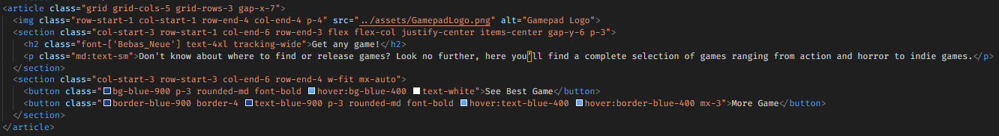 <article class="grid grid-cols-5 grid-rows-3 gap-x-7">
<img class="row-start-1 col-start-1 row-end-4 col-end-4 p-4" src="../assets/GamepadLogo.png" alt="Gamepad Logo">
<section class="col-start-3 row-start-1 col-end-6 row-end-3 flex flex-col justify-center items-center gap-y-6 p-3">
<h2 class="font-['Bebas_Neue'] text-4xl tracking-wide">Get any game!</h2>
<p class="md:text-sm">Don't know about where to find or release games? Look no further, here you’ll find a complete selection of games ranging from action and horror to indie games.</p>
</section>
<section class="col-start-3 row-start-3 col-end-6 row-end-4 w-fit mx-auto">
<button class="bg-blue-900 p-3 rounded-md font-bold hover:bg-blue-400 text-white">See Best Game</button>
<button class="border-blue-900 border-4 text-blue-900 p-3 rounded-md font-bold hover:text-blue-400 hover:border-blue-400 mx-3">More Game</button>
</section>
</article>